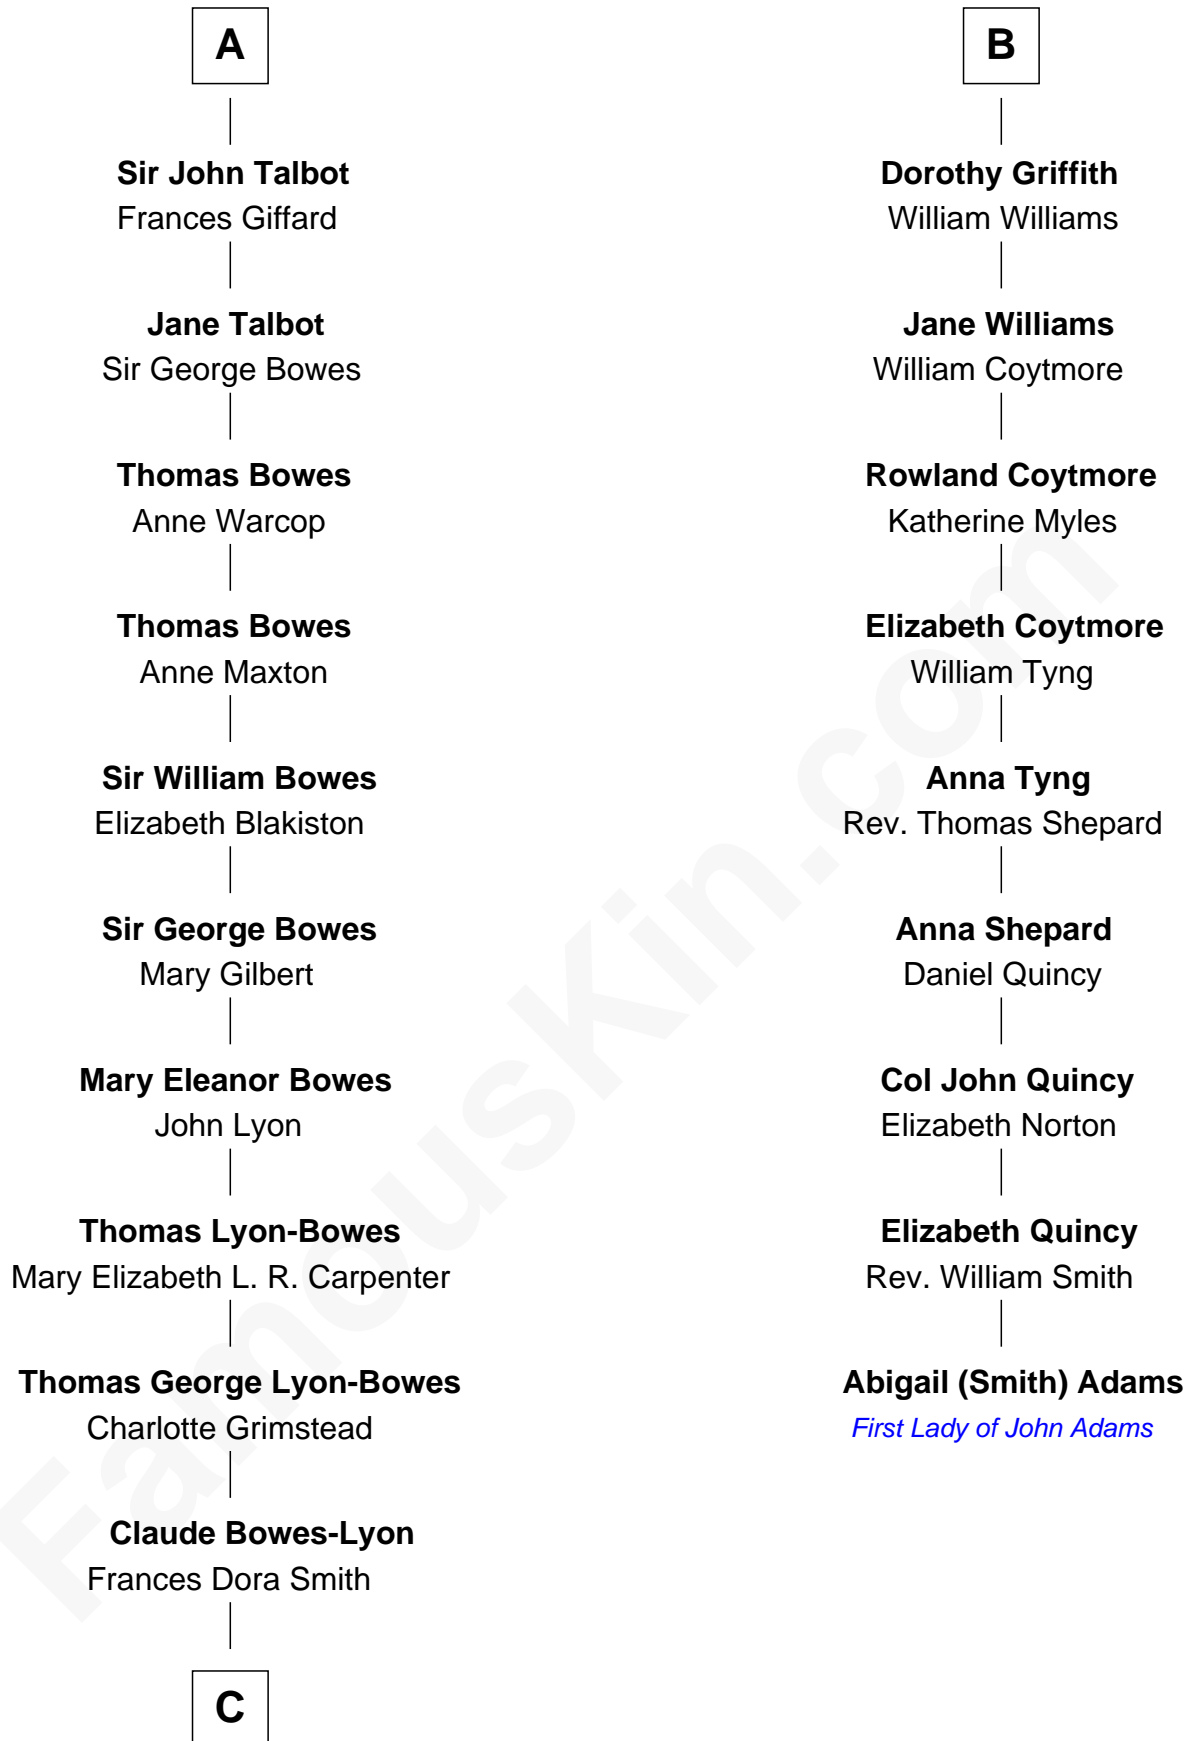 A
Sir John Talbot
Frances Giffard
Jane Talbot
Sir George Bowes
Thomas Bowes
Anne Warcop
Thomas Bowes
Anne Maxton
Sir William Bowes
Elizabeth Blakiston
Sir George Bowes
Mary Gilbert
Mary Eleanor Bowes
John Lyon
Thomas Lyon-Bowes
Mary Elizabeth L. R. Carpenter
Thomas George Lyon-Bowes
Charlotte Grimstead
Claude Bowes-Lyon
Frances Dora Smith
C
B
Dorothy Griffith
William Williams
Jane Williams
William Coytmore
Rowland Coytmore
Katherine Myles
Elizabeth Coytmore
William Tyng
Anna Tyng
Rev. Thomas Shepard
Anna Shepard
Daniel Quincy
Col John Quincy
Elizabeth Norton
Elizabeth Quincy
Rev. William Smith
Abigail (Smith) Adams
First Lady of John Adams
FamousKin.com